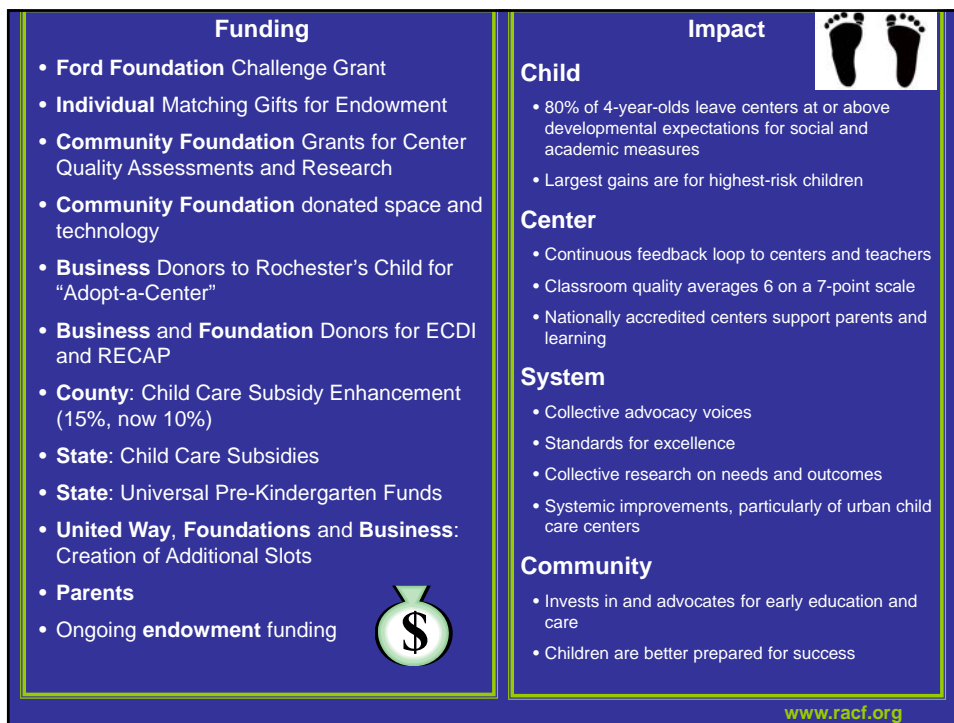 Funding
• Ford Foundation Challenge Grant
• Individual Matching Gifts for Endowment
• Community Foundation Grants for Center
Quality Assessments and Research
• Community Foundation donated space and
technology
• Business Donors to Rochester's Child for
“Adopt-a-Center”
• Business and Foundation Donors for ECDI
and RECAP
• County: Child Care Subsidy Enhancement
(15%, now 10%)
• State: Child Care Subsidies
• State: Universal Pre-Kindergarten Funds
• United Way, Foundations and Business:
Creation of Additional Slots
• Parents
• Ongoing endowment funding
$
Impact
Child
• 80% of 4-year-olds leave centers at or above
developmental expectations for social and
academic measures
• Largest gains are for highest-risk children
Center
• Continuous feedback loop to centers and teachers
• Classroom quality averages 6 on a 7-point scale
• Nationally accredited centers support parents and
learning
System
• Collective advocacy voices
• Standards for excellence
• Collective research on needs and outcomes
• Systemic improvements, particularly of urban child
care centers
Community
• Invests in and advocates for early education and
care
• Children are better prepared for success
www.racf.org